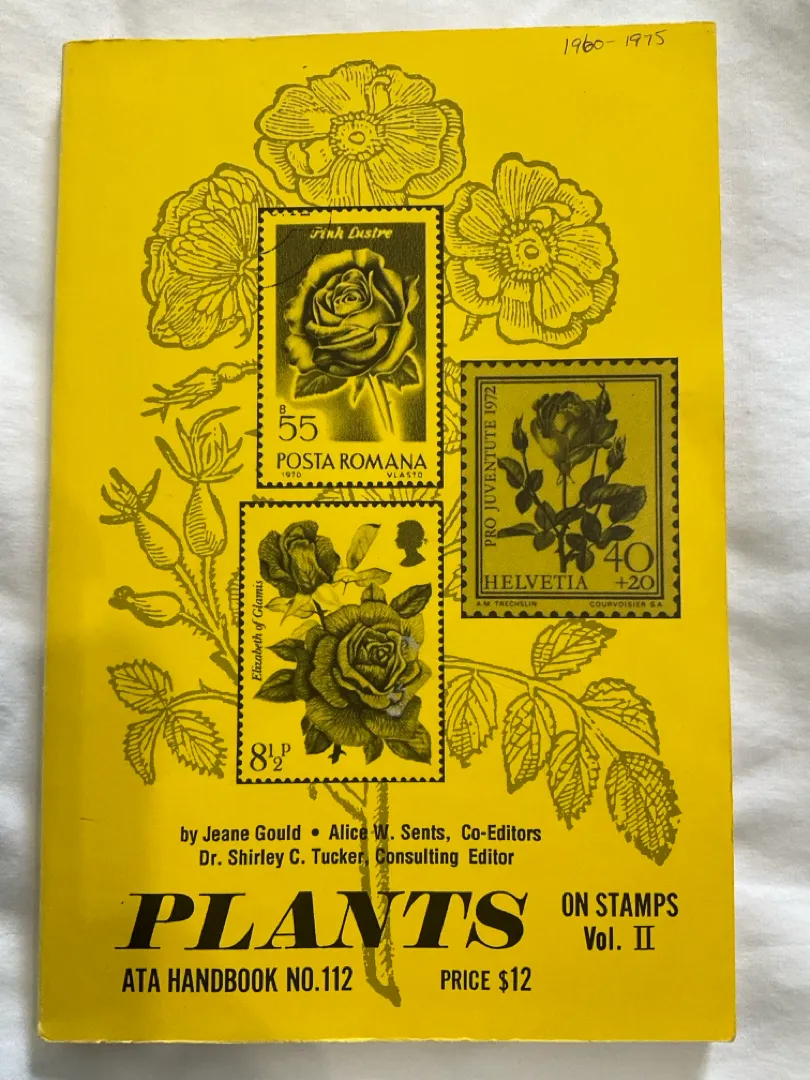 1960-1975
Pink Lustre
B
55
POSTA ROMANA
1970 VLASTO
PRO JUVENTUTE 1972
40
+20
HELVETIA
A.M. TRECHSLIN COURVOISIER S.A.
Elizabeth of Glamis
8½P
by Jeane Gould • Alice W. Sents, Co-Editors
Dr. Shirley C. Tucker, Consulting Editor
PLANTS
ON STAMPS
Vol. II
ATA HANDBOOK NO.112 PRICE $12